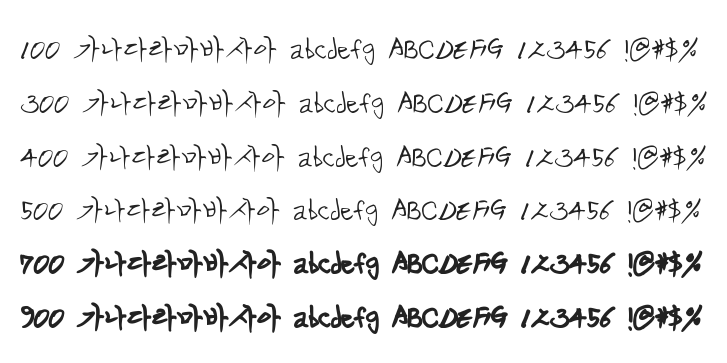 100 가나다라마바사아 abcdefg ABCDEFG 123456 !@#$%
300 가나다라마바사아 abcdefg ABCDEFG 123456 !@#$%
400 가나다라마바사아 abcdefg ABCDEFG 123456 !@#$%
500 가나다라마바사아 abcdefg ABCDEFG 123456 !@#$%
700 가나다라마바사아 abcdefg ABCDEFG 123456 !@#$%
900 가나다라마바사아 abcdefg ABCDEFG 123456 !@#$%